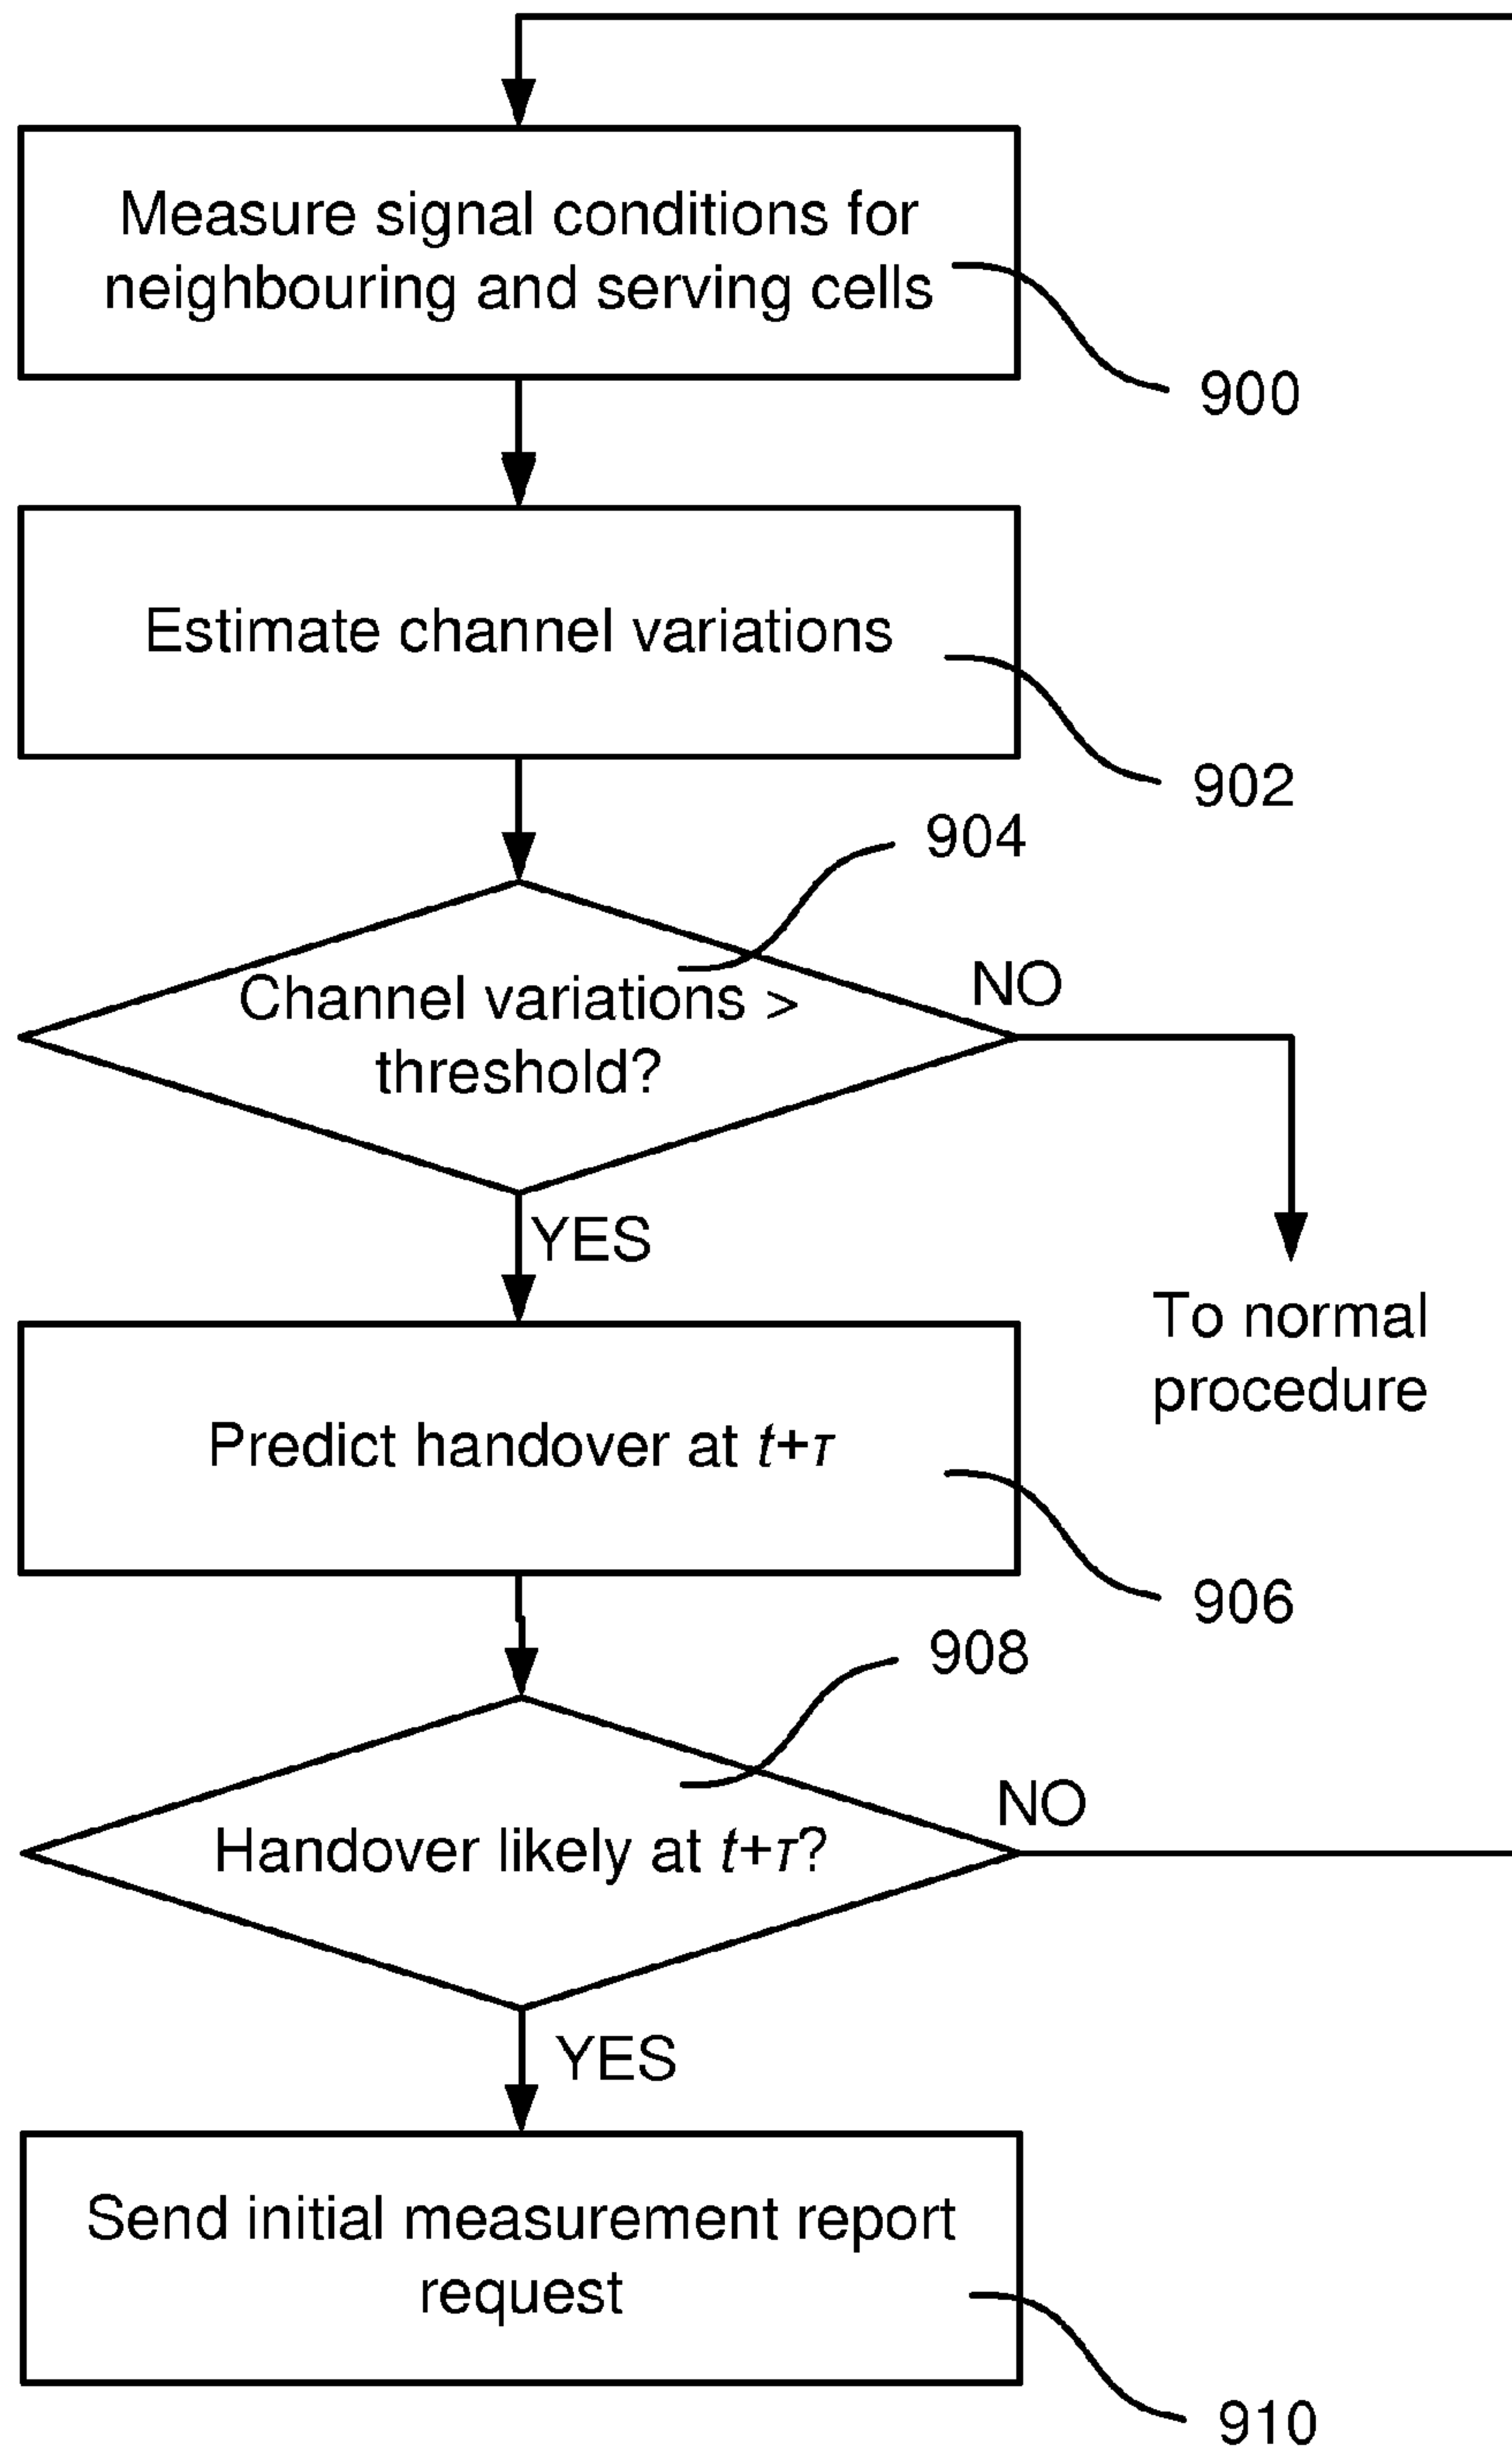 Measure signal conditions for
neighbouring and serving cells
900
Estimate channel variations
902
904
Channel variations >
threshold?
NO
YES
To normal
procedure
Predict handover at t+τ
906
908
Handover likely at t+τ?
NO
YES
Send initial measurement report
request
910